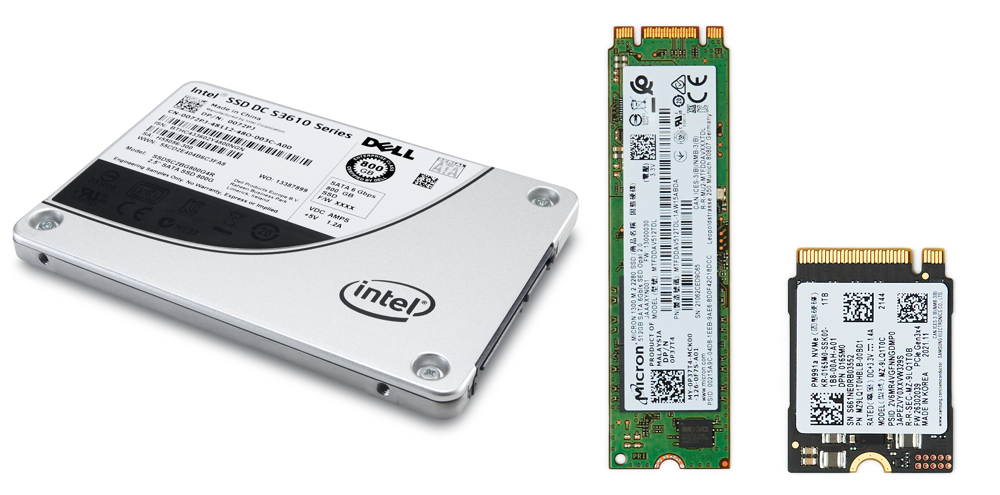 Intel® SSD DC S3610 Series
Made in China
Manufactured by Intel Corporation
DP/N: 0072PJ
CN-0072PJ-48112-48O-003C-A00
ISN: BTHC433602Y4800NGN
SA: H55056-300
WWN: 55CD2E404B6C3FA8
Model: SSDSC2BG800G4R
2.5" SATA SSD 800G
WO: 13387899
Engineering Samples Only. No Warranty, Express or Implied
Dell Products Europe B.V.
Raheen Business Park
Limerick, Ireland
DELL
ENTERPRISE CLASS
800
GB
CERTIFIED BY DELL
SERIAL
ATA
SATA 6 Gbps
800 GB
SSD
F/W XXXX
VDC AMPS
+5V 1.2A
D33025
c UR ® US
E180761
VCI
CE
N232
20
intel®
Micron®
MICRON 1300 M.2 2280 SSD (商品名稱: 固態硬碟)
512GB SATA 6Gb/s SED Opal 2.0
JAAAXYN001 FW: 13000030
(電壓)
3.3V
PRODUCT OF
MALAYSIA
DP/N
0P37T4
MODEL (型號): MTFDDAV512TDL
PN(製造號碼): MTFDDAV512TDL-1AW15ABDA
MY-0P37T4-MCK00
-126-0F7S-A01
SN: 21062CED9C65
CAN ICES-3(B)/NMB-3(B)
R-R-MU2-MTFDDAVXXXTDL
www.micron.com
PSID: 00215A9C-04D8-1EEB-9AE6-8D0F42C18DCC
Leopoldstrasse 250 Munich 80807 Germany
D33F63
RoHS
E320116
20
CE
75
1
PRI
PM991a NVMe (固態硬碟) 1TB
KR-0165M0-SSK00-
1B8-00AH-A01
DPN 0165M0
2144
SN S661NE0RB03552
PN MZ9LQ1T0HBLB-00BD1
RATED(電壓) DC+3.3V 1.4A
MODEL(型號) MZ-9LQ1T0C
PSID 2V6MR4VGFNNGDMP0
3APEZVY0XXVW329S
R-R-SEC-MZ-9LQ1T0B
FW 26302039 PCIe Gen3x4
MADE IN KOREA 2021.11
CAN ICES-3 (B)/NMB-3(B)
www.samsung.com/semiconductor SAMSUNG ELECTRONICS CO., LTD.